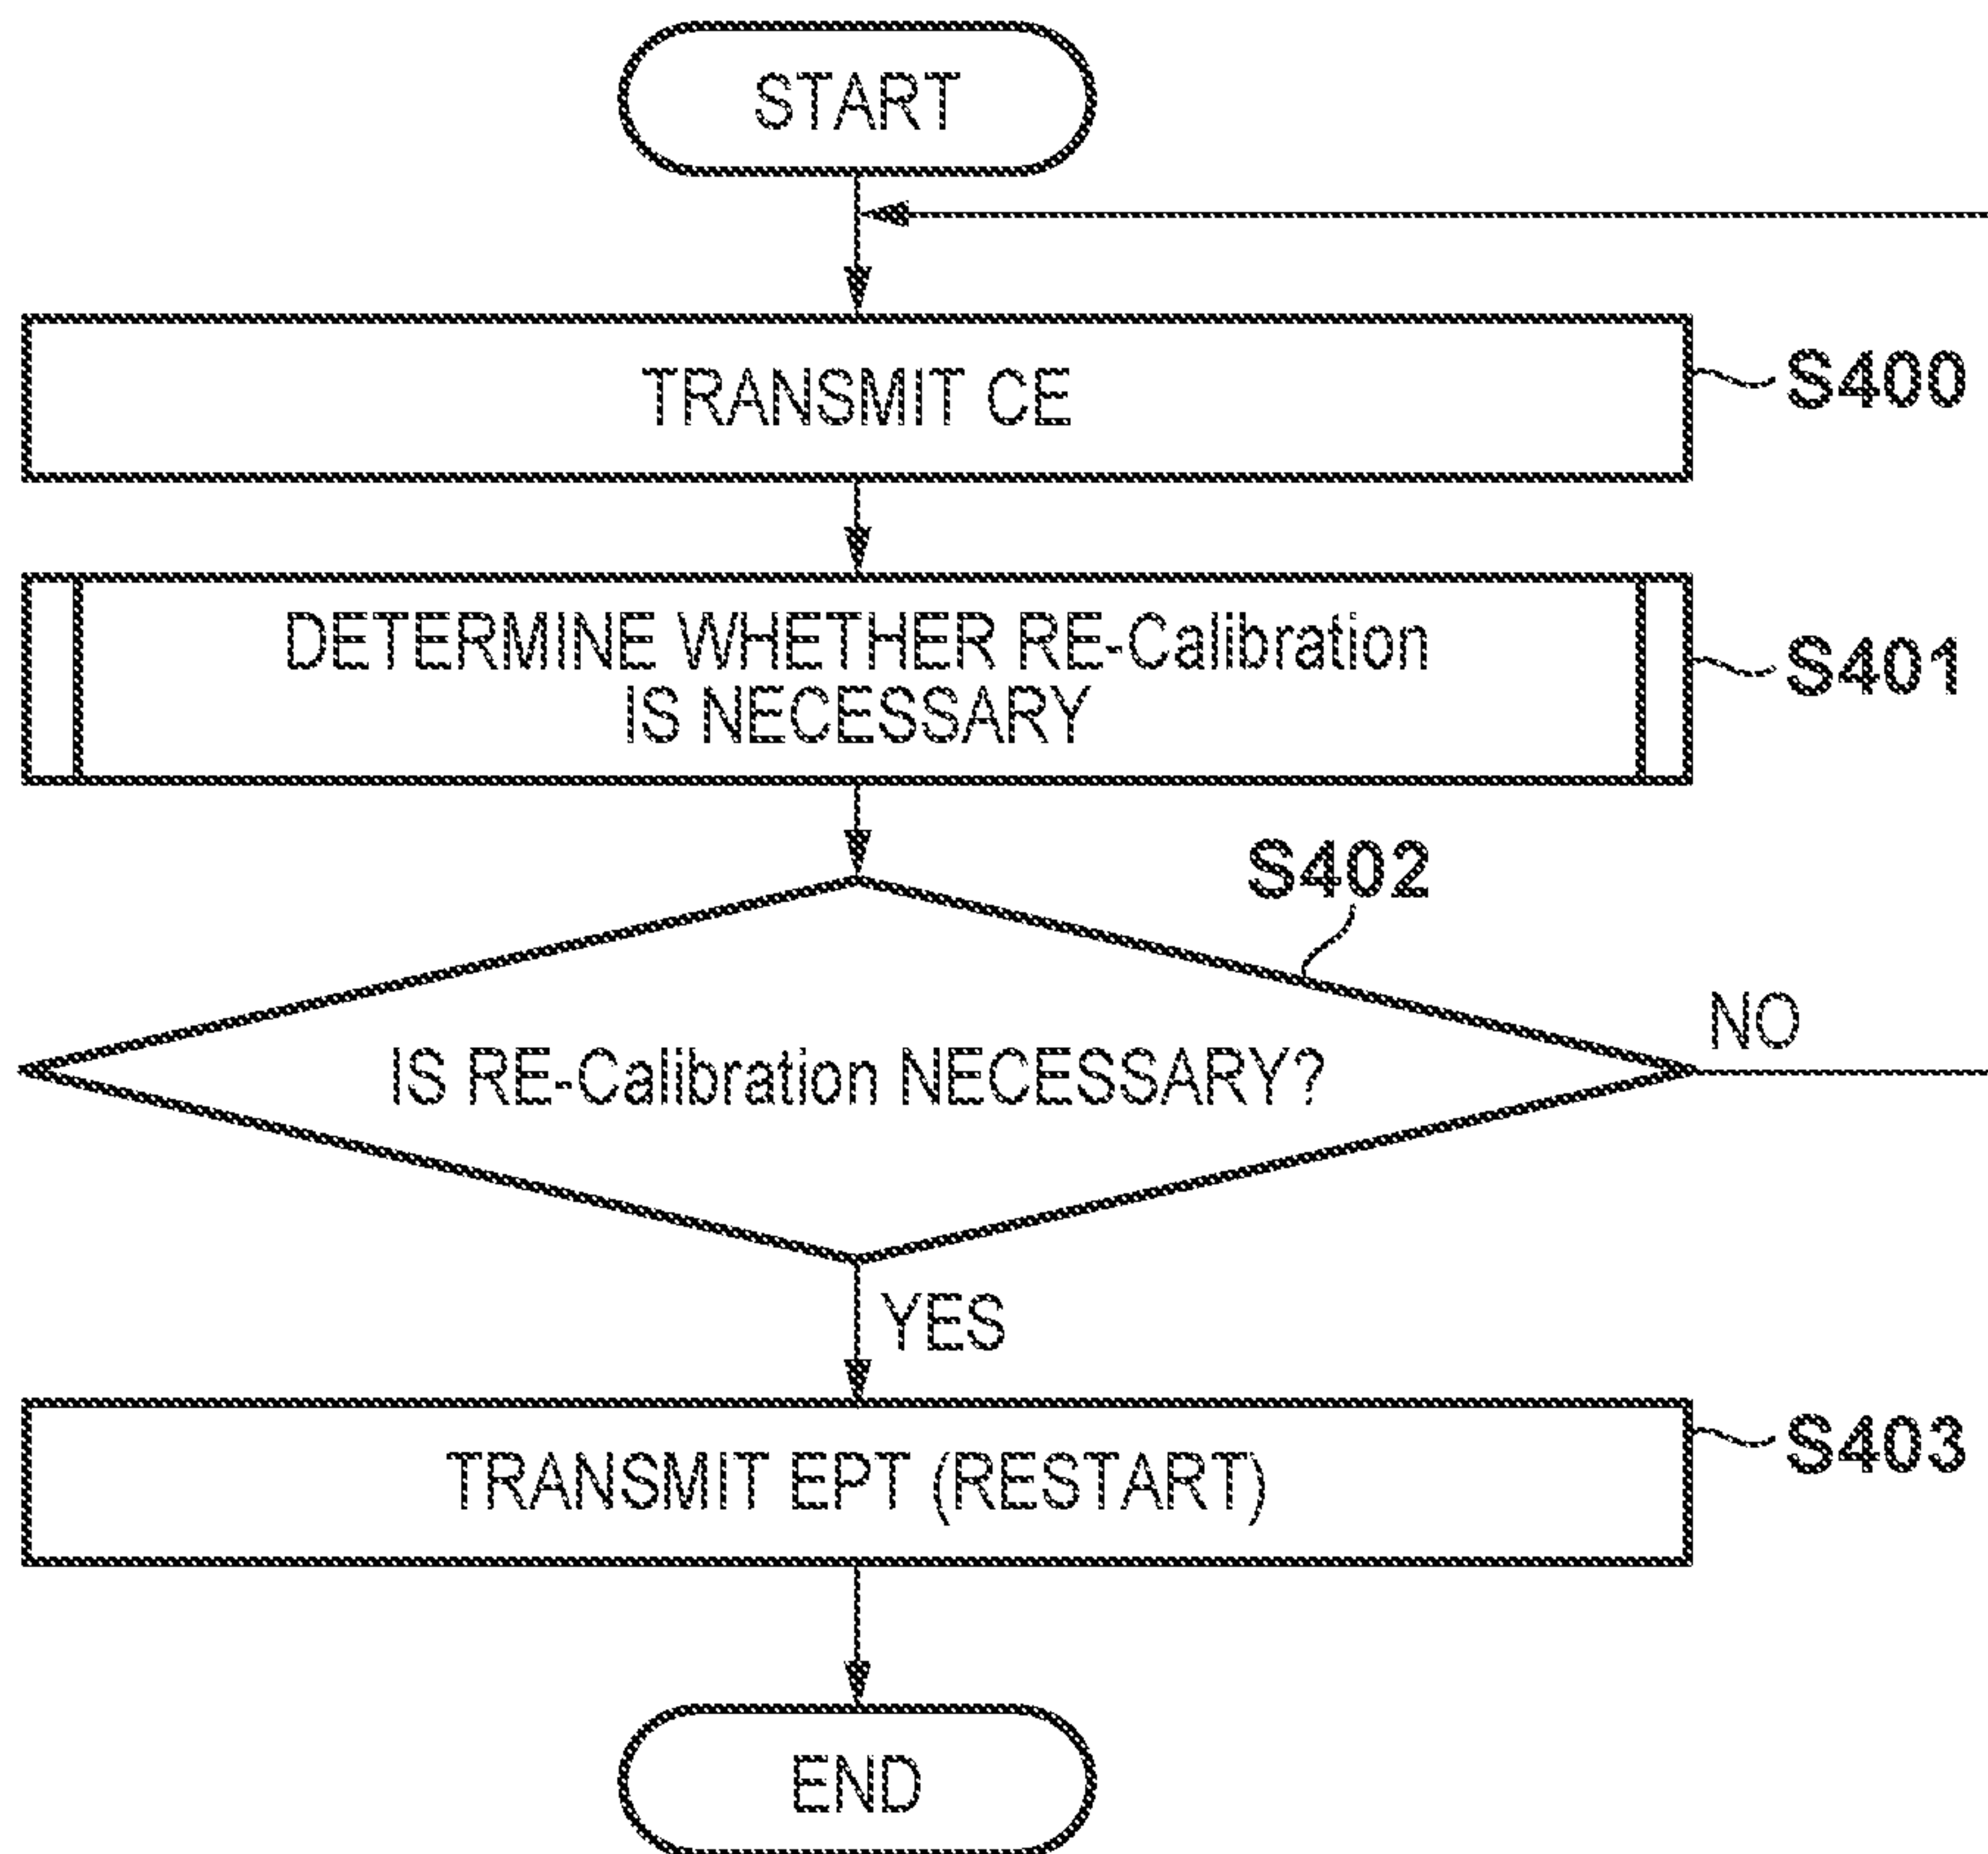 START
TRANSMIT CE
S400
DETERMINE WHETHER RE-Calibration
IS NECESSARY
S401
S402
IS RE-Calibration NECESSARY?
NO
YES
TRANSMIT EPT (RESTART)
S403
END